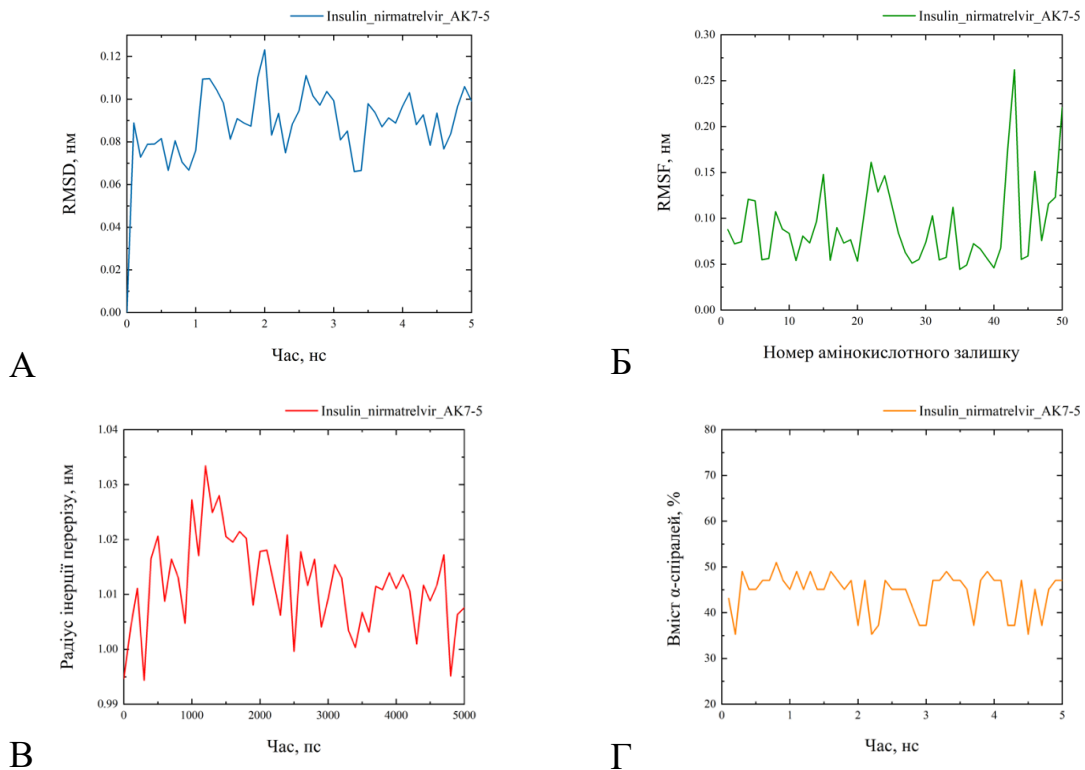 Insulin_nirmatrelvir_AK7-5
RMSD, нм
0.12
0.10
0.08
0.06
0.04
0.02
0.00
0 1 2 3 4 5
Час, нс
А
Insulin_nirmatrelvir_AK7-5
RMSF, нм
0.30
0.25
0.20
0.15
0.10
0.05
0.00
0 10 20 30 40 50
Номер амінокислотного залишку
Б
Insulin_nirmatrelvir_AK7-5
Радіус інерції перерізу, нм
1.04
1.03
1.02
1.01
1.00
0.99
0 1000 2000 3000 4000 5000
Час, пс
В
Insulin_nirmatrelvir_AK7-5
Вміст α-спіралей, %
80
70
60
50
40
30
20
0 1 2 3 4 5
Час, нс
Г